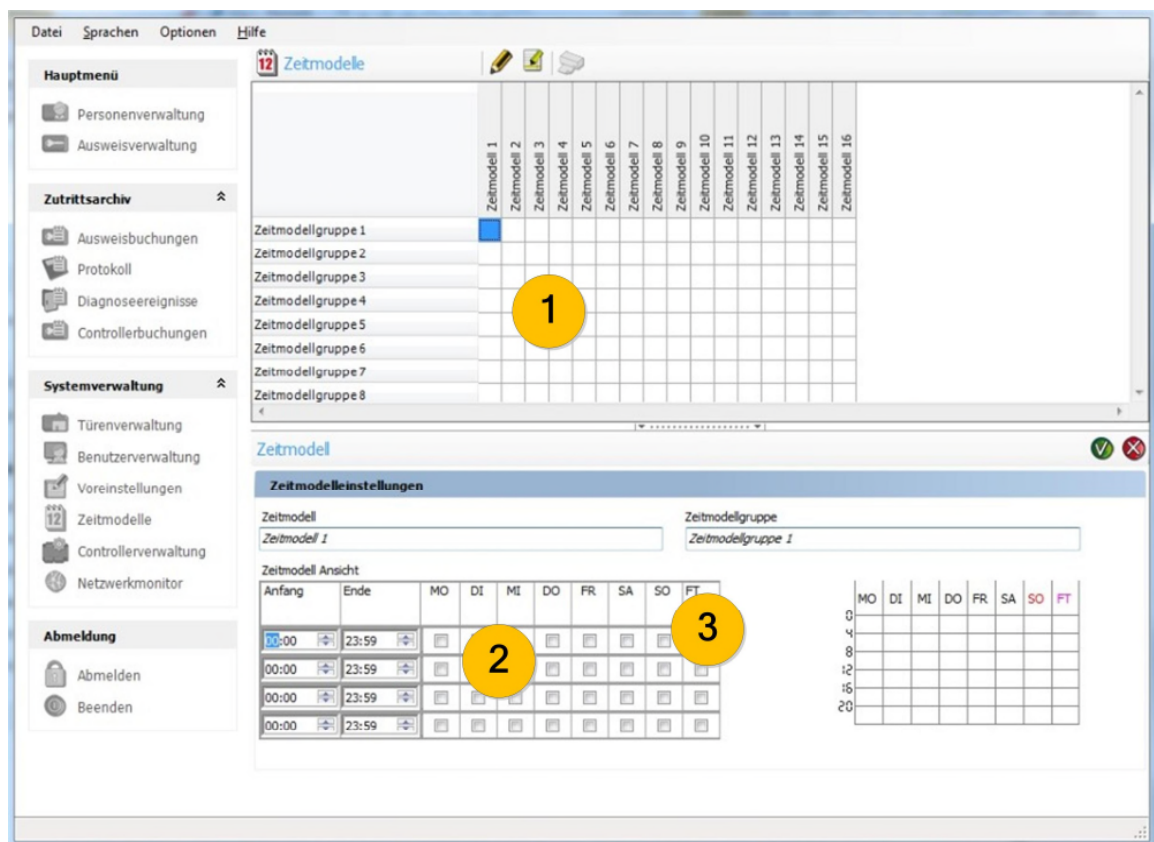 Datei Sprachen Optionen Hilfe
Hauptmenü
Personenverwaltung
Ausweisverwaltung
Zutrittsarchiv
Ausweisbuchungen
Protokoll
Diagnoseereignisse
Controllerbuchungen
Systemverwaltung
Türenverwaltung
Benutzerverwaltung
Voreinstellungen
12 Zeitmodelle
Controllerverwaltung
Netzwerkmonitor
Abmeldung
Abmelden
Beenden
12 Zeitmodelle
Zeitmodell 1
Zeitmodell 2
Zeitmodell 3
Zeitmodell 4
Zeitmodell 5
Zeitmodell 6
Zeitmodell 7
Zeitmodell 8
Zeitmodell 9
Zeitmodell 10
Zeitmodell 11
Zeitmodell 12
Zeitmodell 13
Zeitmodell 14
Zeitmodell 15
Zeitmodell 16
Zeitmodellgruppe 1
Zeitmodellgruppe 2
Zeitmodellgruppe 3
Zeitmodellgruppe 4
Zeitmodellgruppe 5
Zeitmodellgruppe 6
Zeitmodellgruppe 7
Zeitmodellgruppe 8
1
Zeitmodell
Zeitmodelleinstellungen
Zeitmodell Zeitmodellgruppe
Zeitmodell 1 Zeitmodellgruppe 1
Zeitmodell Ansicht
Anfang Ende MO DI MI DO FR SA SO FT
00:00 23:59
00:00 23:59
00:00 23:59
00:00 23:59
2
3
MO DI MI DO FR SA SO FT
0
4
8
12
16
20